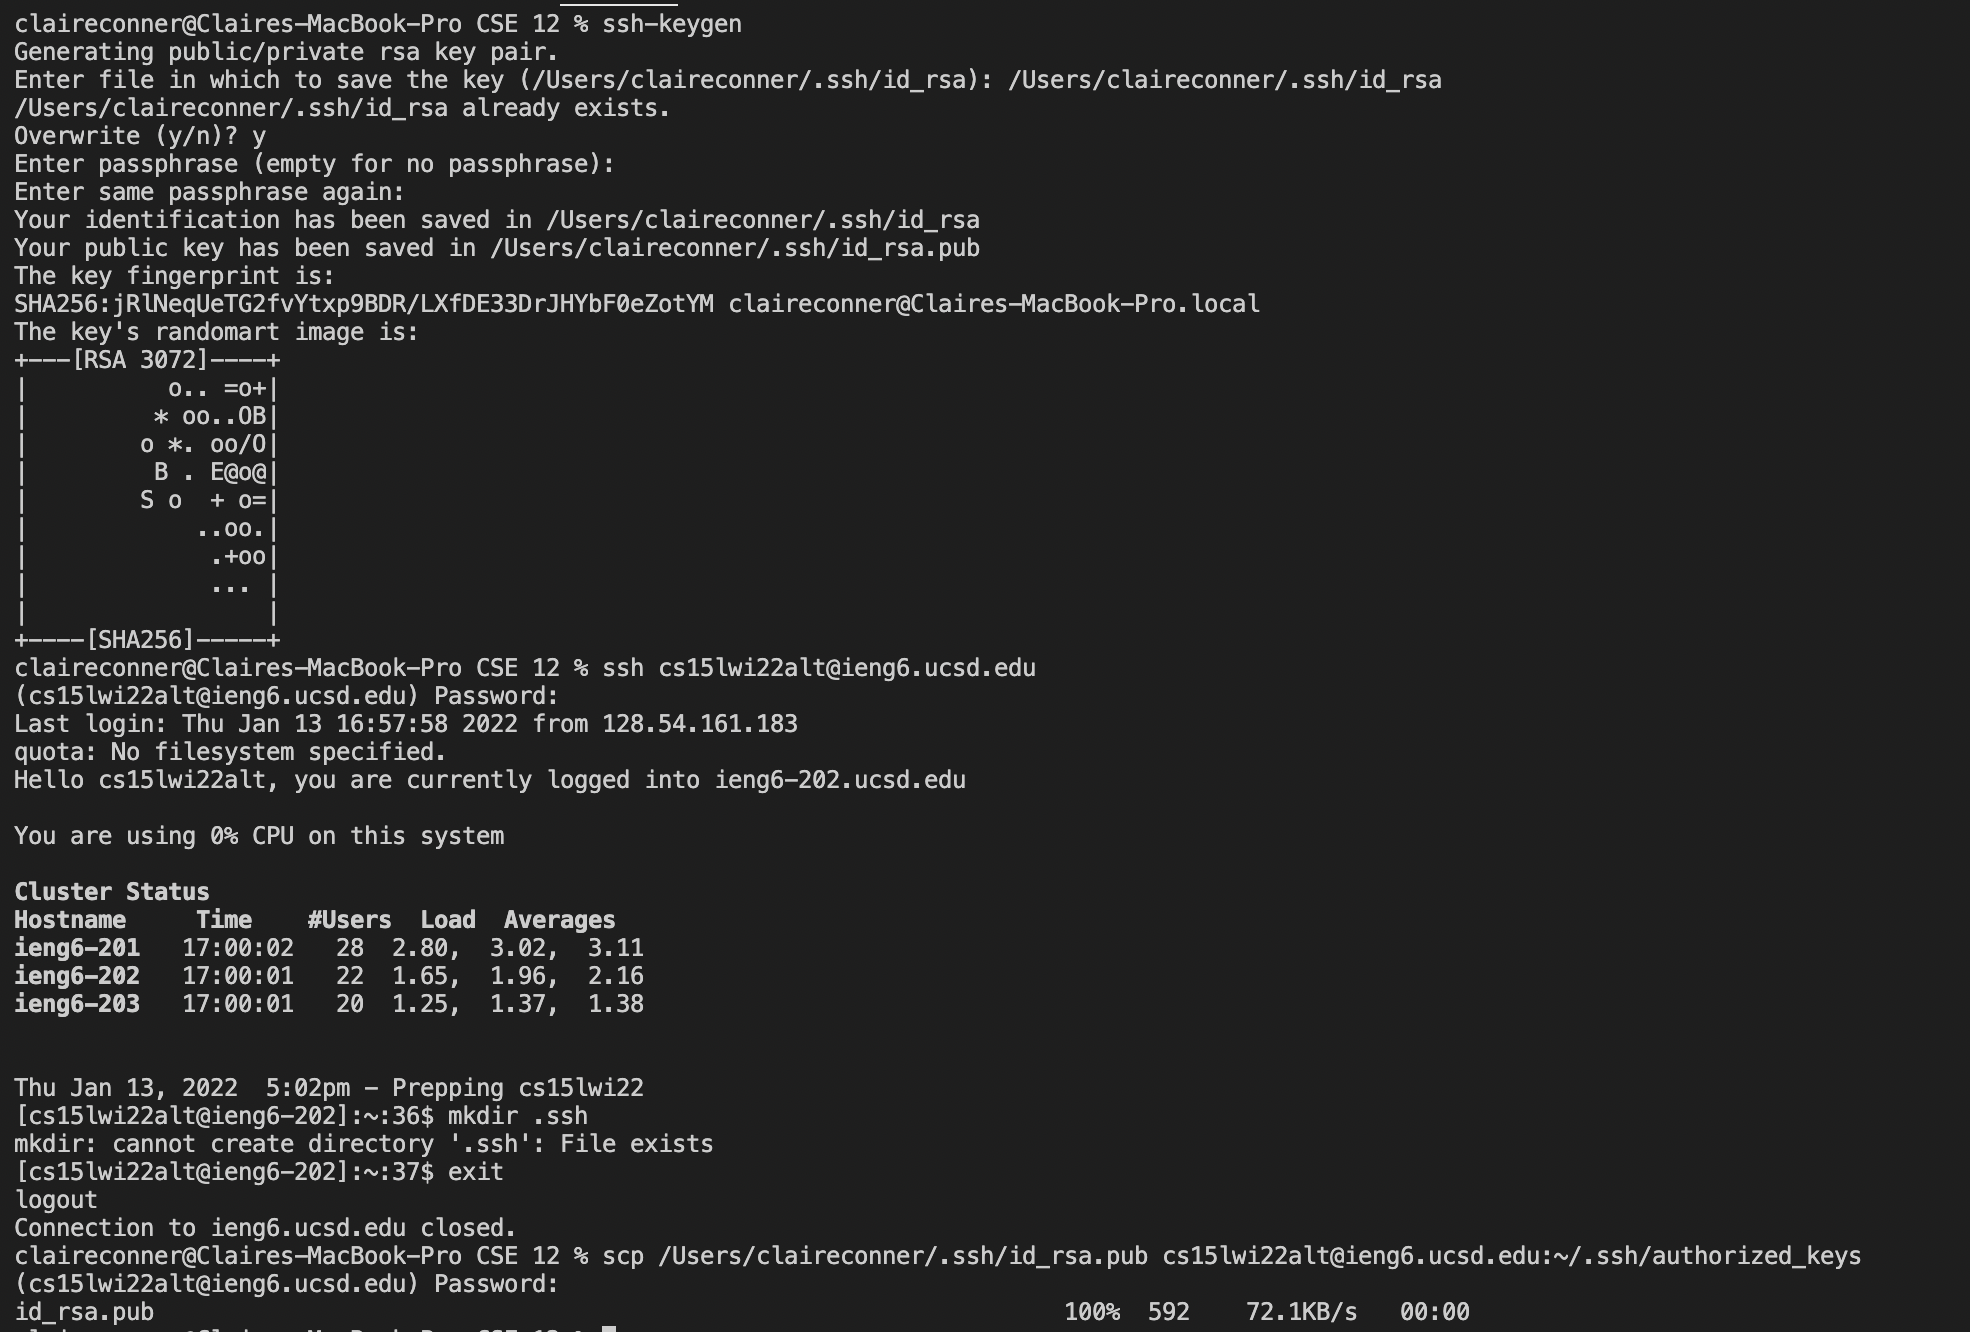 claireconner@Claires-MacBook-Pro CSE 12 % ssh-keygen
Generating public/private rsa key pair.
Enter file in which to save the key (/Users/claireconner/.ssh/id_rsa): /Users/claireconner/.ssh/id_rsa
/Users/claireconner/.ssh/id_rsa already exists.
Overwrite (y/n)? y
Enter passphrase (empty for no passphrase):
Enter same passphrase again:
Your identification has been saved in /Users/claireconner/.ssh/id_rsa
Your public key has been saved in /Users/claireconner/.ssh/id_rsa.pub
The key fingerprint is:
SHA256:jRlNeqUeTG2fvYtxp9BDR/LXfDE33DrJHYbF0eZotYM claireconner@Claires-MacBook-Pro.local
The key's randomart image is:
+---[RSA 3072]----+
|          o.. =o+|
|         * oo..OB|
|        o *. oo/O|
|         B . E@o@|
|        S o  + o=|
|            ..oo.|
|             .+oo|
|             ... |
|                 |
+----[SHA256]-----+
claireconner@Claires-MacBook-Pro CSE 12 % ssh cs15lwi22alt@ieng6.ucsd.edu
(cs15lwi22alt@ieng6.ucsd.edu) Password:
Last login: Thu Jan 13 16:57:58 2022 from 128.54.161.183
quota: No filesystem specified.
Hello cs15lwi22alt, you are currently logged into ieng6-202.ucsd.edu
You are using 0% CPU on this system
Cluster Status
Hostname     Time    #Users  Load  Averages
ieng6-201   17:00:02   28  2.80,  3.02,  3.11
ieng6-202   17:00:01   22  1.65,  1.96,  2.16
ieng6-203   17:00:01   20  1.25,  1.37,  1.38
Thu Jan 13, 2022  5:02pm - Prepping cs15lwi22
[cs15lwi22alt@ieng6-202]:~:36$ mkdir .ssh
mkdir: cannot create directory '.ssh': File exists
[cs15lwi22alt@ieng6-202]:~:37$ exit
logout
Connection to ieng6.ucsd.edu closed.
claireconner@Claires-MacBook-Pro CSE 12 % scp /Users/claireconner/.ssh/id_rsa.pub cs15lwi22alt@ieng6.ucsd.edu:~/.ssh/authorized_keys
(cs15lwi22alt@ieng6.ucsd.edu) Password:
id_rsa.pub                                                                 100%  592    72.1KB/s   00:00